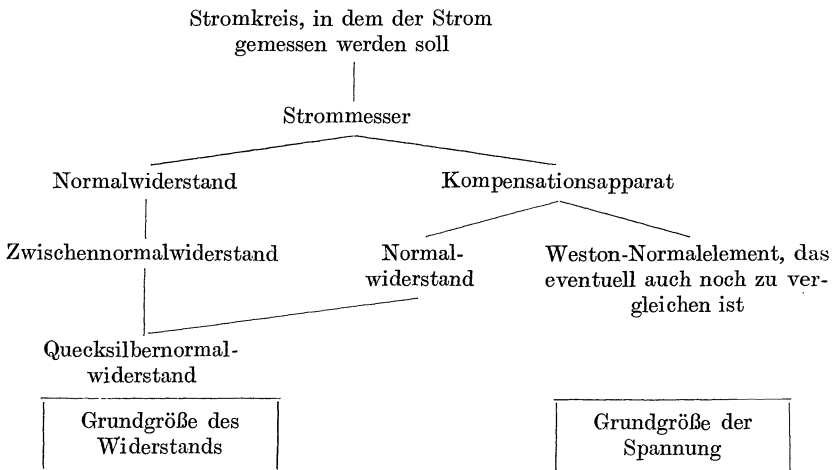 Stromkreis, in dem der Strom
gemessen werden soll
Strommesser
Normalwiderstand
Kompensationsapparat
Zwischennormalwiderstand
Normal-
widerstand
Weston-Normalelement, das
eventuell auch noch zu ver-
gleichen ist
Quecksilbernormal-
widerstand
Grundgröße des
Widerstands
Grundgröße der
Spannung